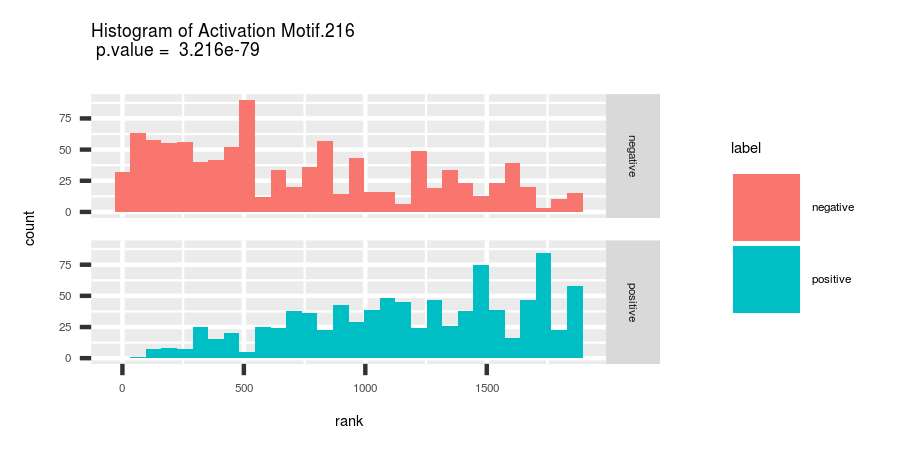 Histogram of Activation Motif.216
p.value = 3.216e-79
count
75
50
25
0
negative
75
50
25
0
positive
0
500
1000
1500
rank
label
negative
positive